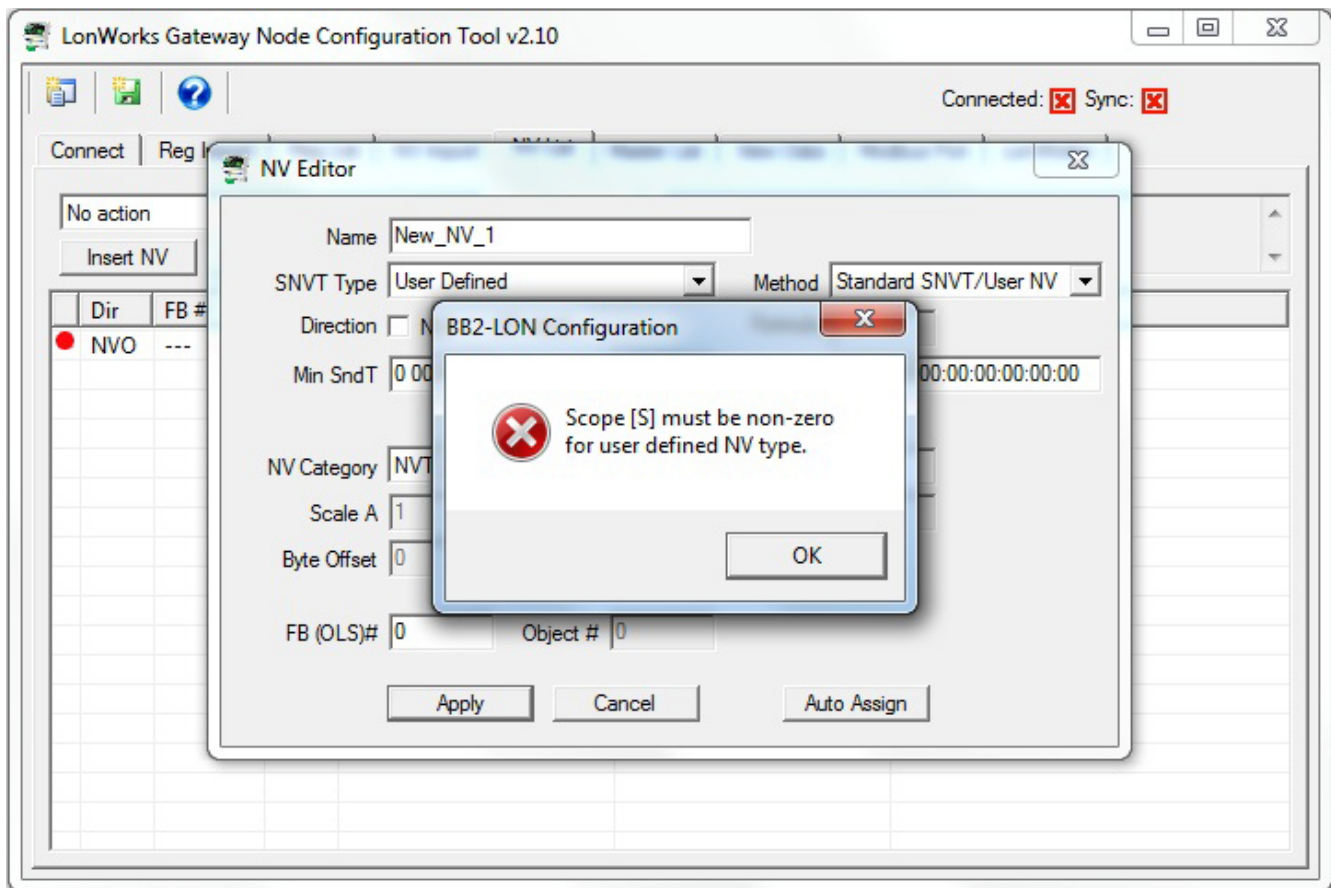 LonWorks Gateway Node Configuration Tool v2.10
Connected: Sync:
Connect Reg
NV Editor
No action
Insert NV
Name New_NV_1
SNVT Type User Defined Method Standard SNVT/User NV
Dir FB #
Direction N
BB2-LON Configuration
NVO ---
Min SndT 0 00 00:00:00:00:00:00
Scope [S] must be non-zero
for user defined NV type.
NV Category NVT
Scale A 1
Byte Offset 0
OK
FB (OLS)# 0 Object # 0
Apply Cancel Auto Assign